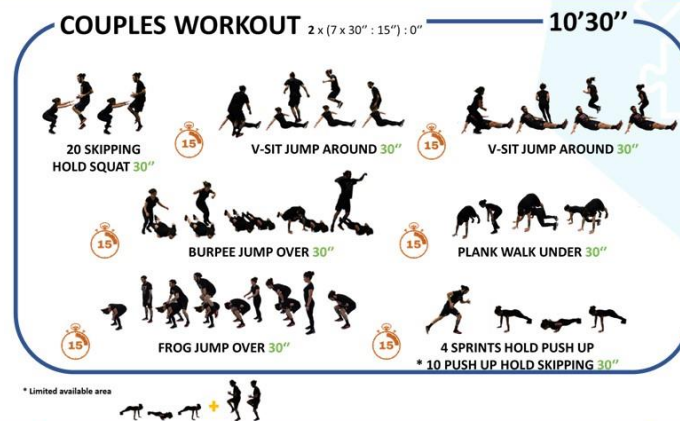 COUPLES WORKOUT 2 x (7 x 30'' : 15'') : 0'' 10'30''
20 SKIPPING
HOLD SQUAT 30''
15
V-SIT JUMP AROUND 30''
15
V-SIT JUMP AROUND 30''
15
BURPEE JUMP OVER 30''
15
PLANK WALK UNDER 30''
15
FROG JUMP OVER 30''
15
4 SPRINTS HOLD PUSH UP
* 10 PUSH UP HOLD SKIPPING 30''
* Limited available area
+